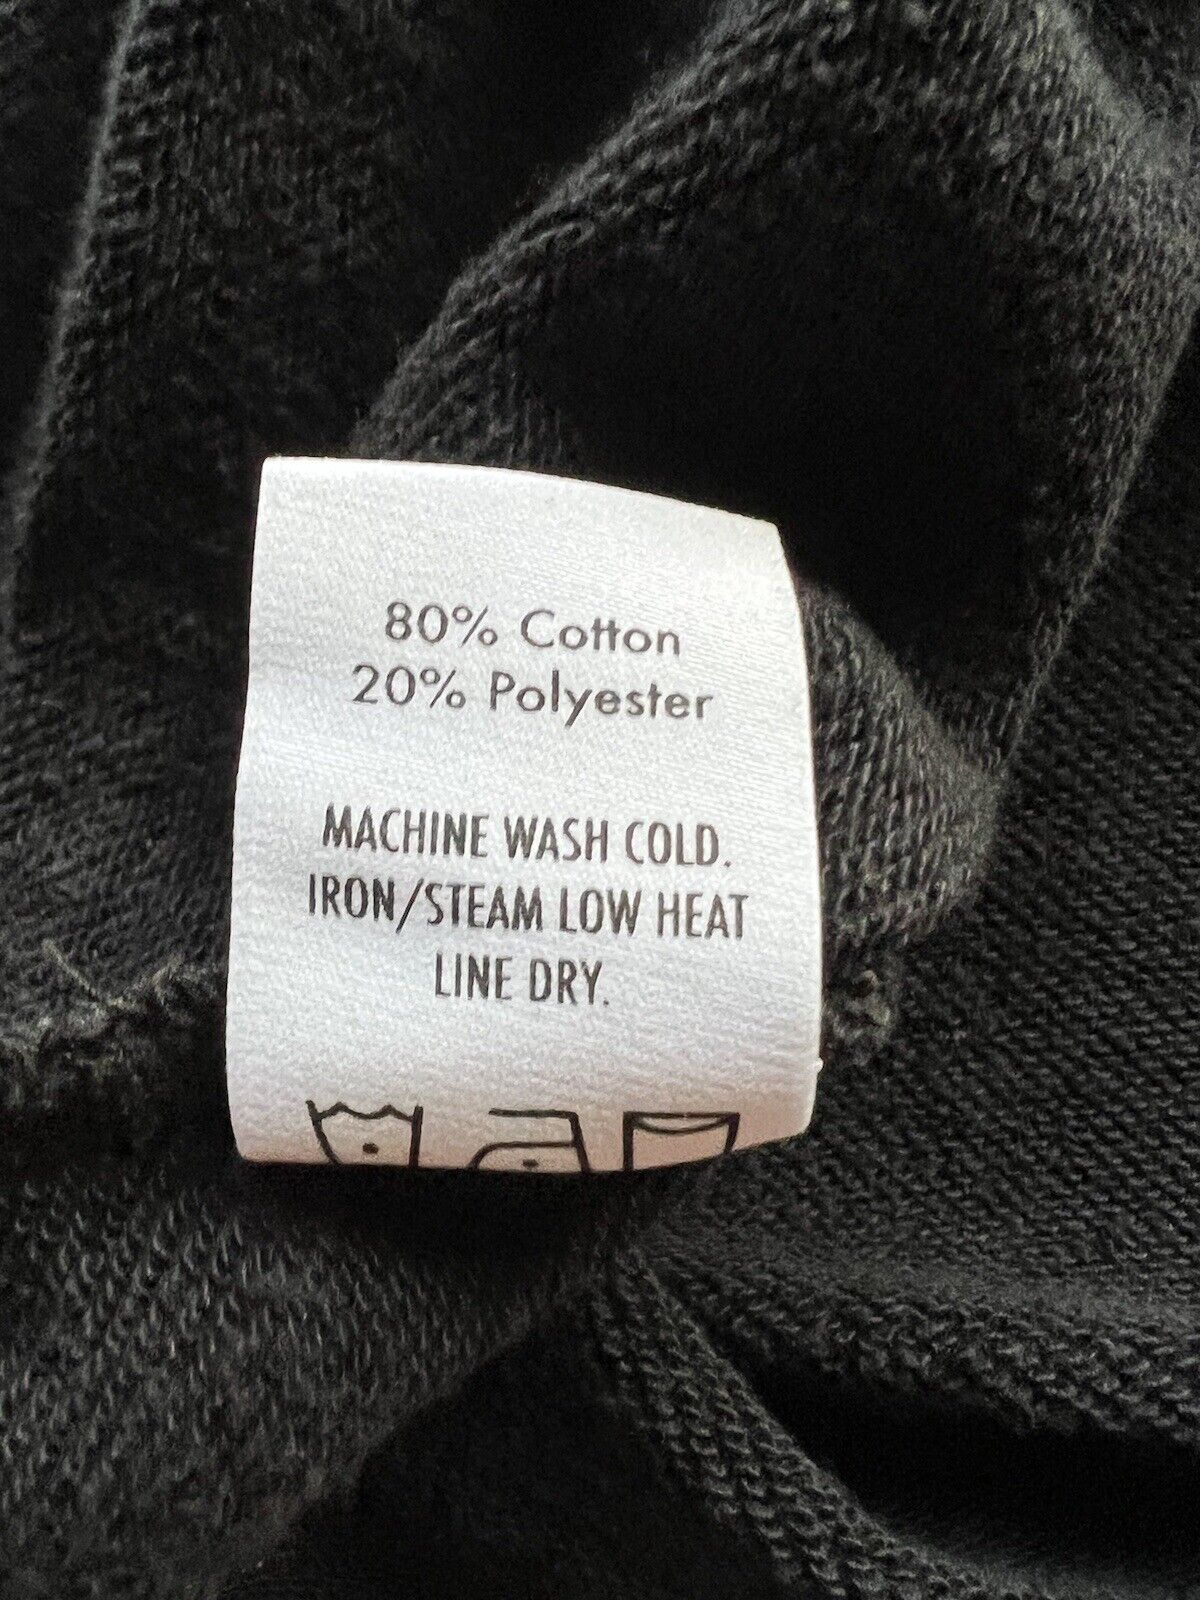 80% Cotton
20% Polyester
MACHINE WASH COLD.
IRON/STEAM LOW HEAT
LINE DRY.